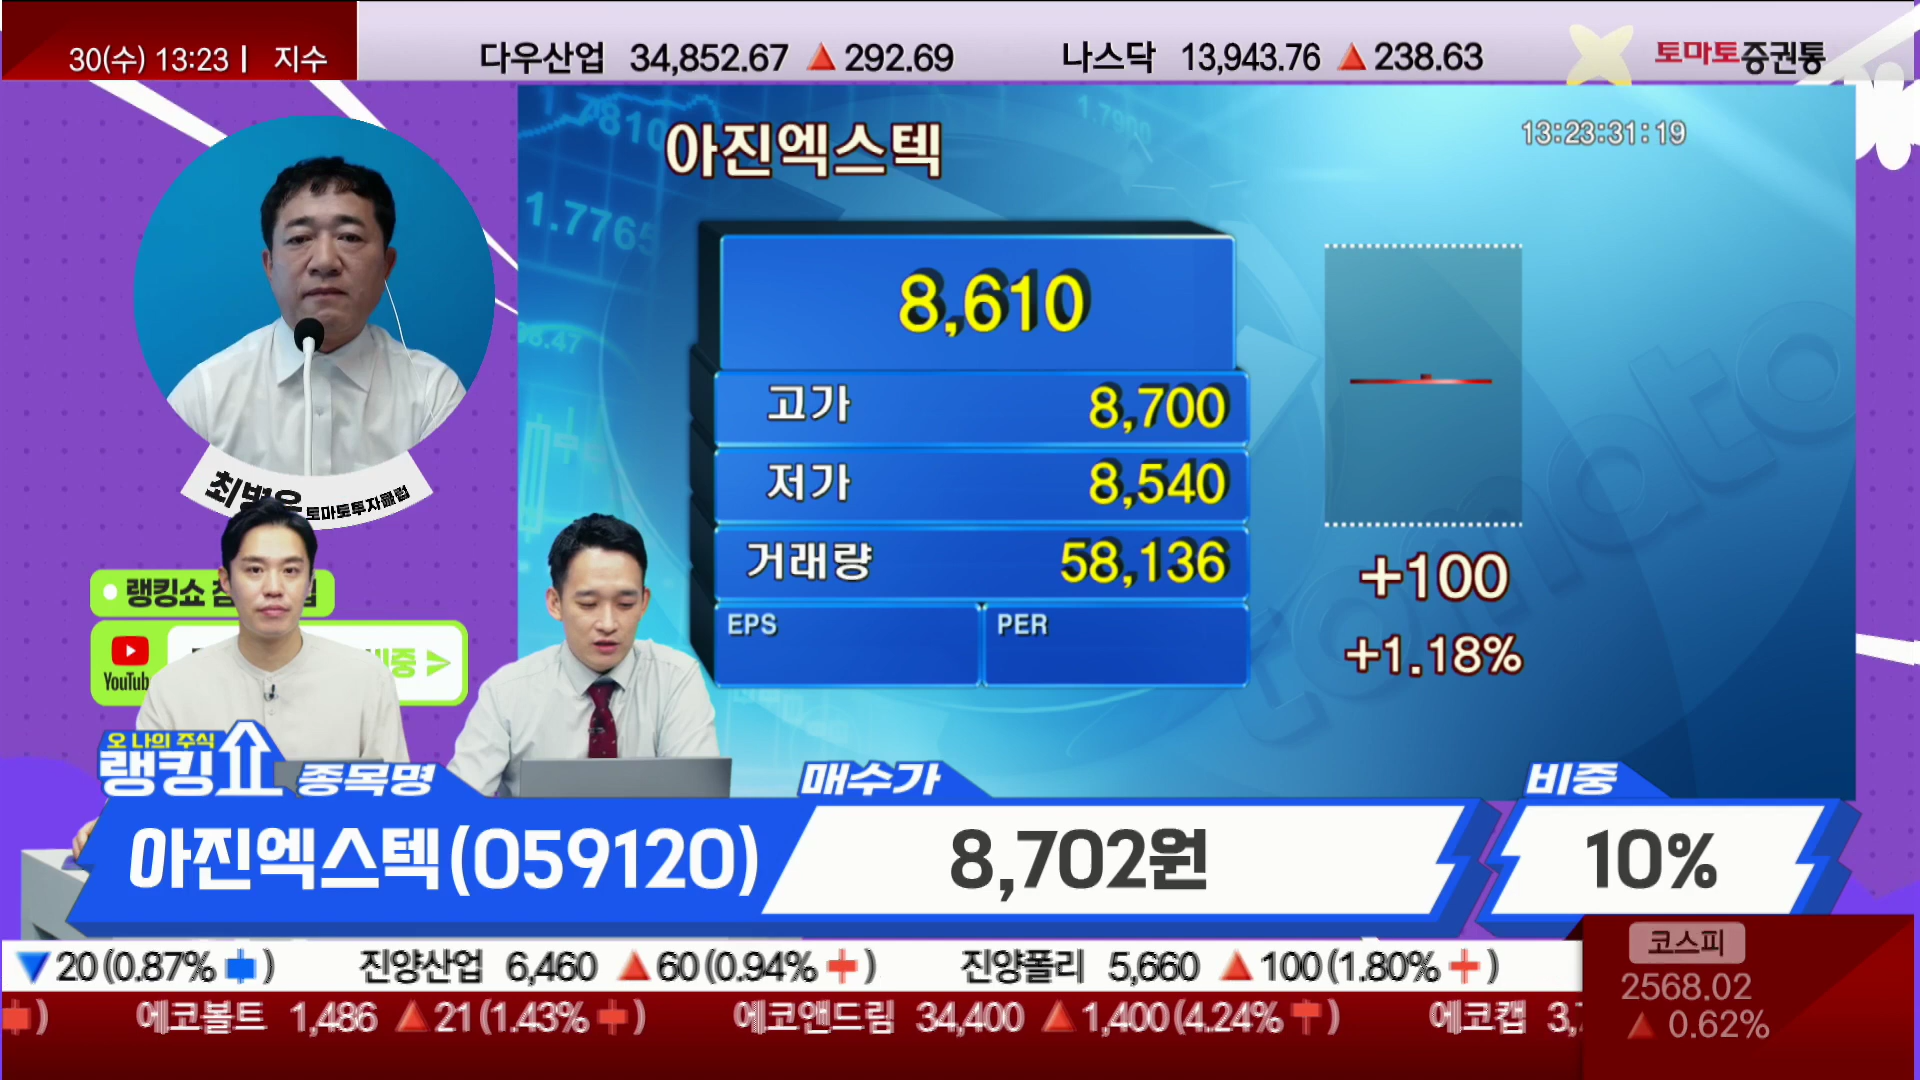 30(수) 13:23 | 지수
다우산업 34,852.67 ▲292.69
나스닥 13,943.76 ▲238.63
토마토증권통
아진엑스텍
13:23:31:19
1.7765
8,610
고가 8,700
저가 8,540
거래량 58,136
EPS PER
+100
+1.18%
tomato
토마토투자클럽
랭킹쇼
YouTube
오 나의 주식
랭킹쇼
종목명 매수가 비중
아진엑스텍(059120) 8,702원 10%
▼20(0.87% ) 진양산업 6,460 ▲60(0.94% ) 진양폴리 5,660 ▲100(1.80% )
) 에코볼트 1,486 ▲21(1.43% ) 에코앤드림 34,400 ▲1,400(4.24% ) 에코캡
코스피
2568.02
▲ 0.62%